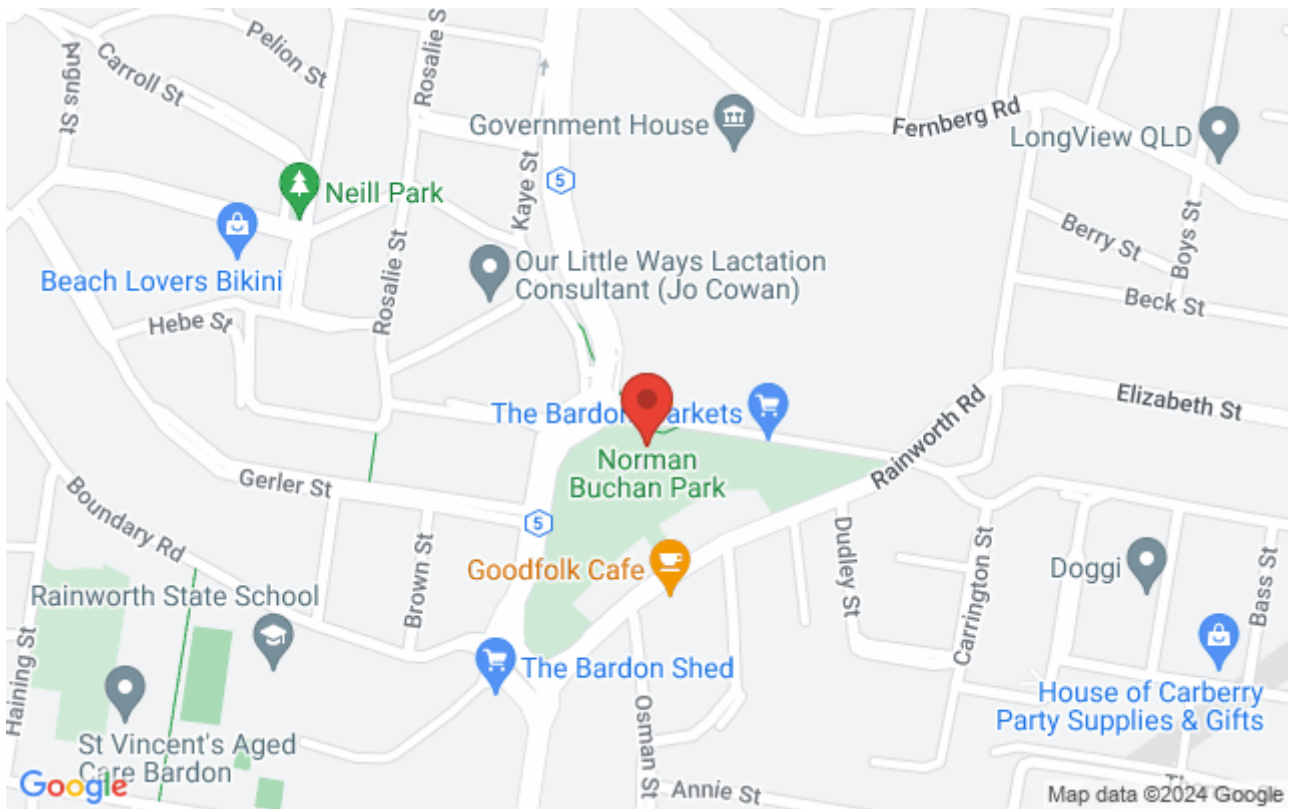 Pelion St
Rosalie S
Angus St
Carroll St
Government House
Fernberg Rd
LongView QLD
5
Neill Park
Kaye St
Boys St
Berry St
Beach Lovers Bikini
Our Little Ways Lactation
Consultant (Jo Cowan)
Beck St
Hebe St
Rosalie St
Elizabeth St
The Bardon Markets
Rainworth Rd
Norman
Buchan Park
Gerler St
5
Boundary Rd
Brown St
Dudley St
Carrington St
Goodfolk Cafe
Doggi
Bass St
Rainworth State School
Haining St
The Bardon Shed
House of Carberry
Party Supplies & Gifts
Osman St
St Vincent's Aged
Care Bardon
Annie St
Google
Map data ©2024 Google